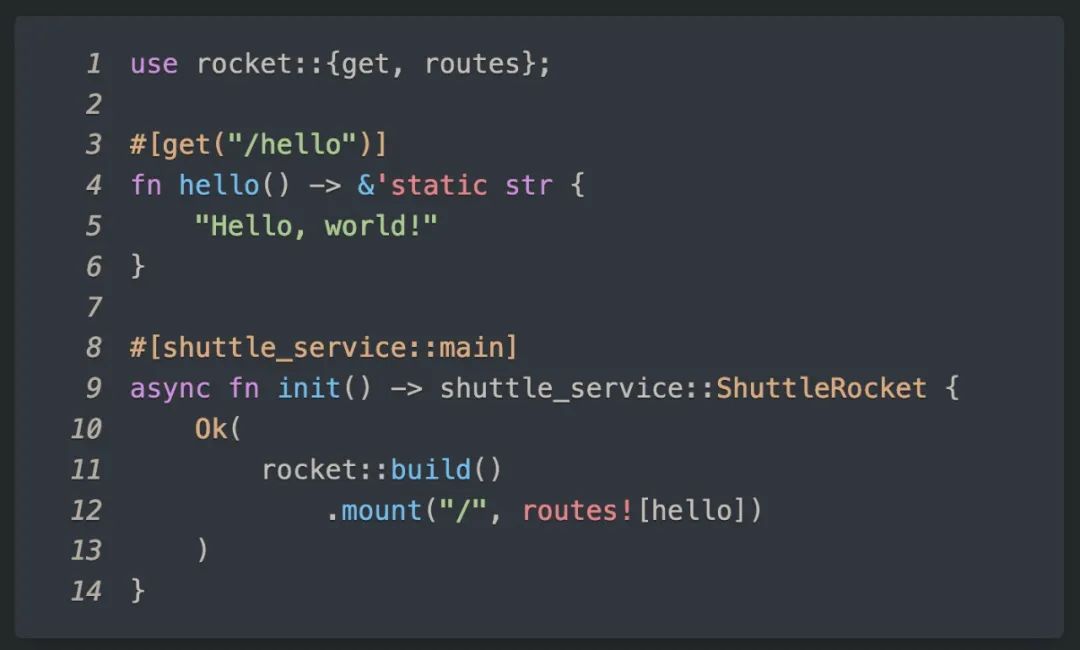 1 use rocket::{get, routes};
2
3 #[get("/hello")]
4 fn hello() -> &'static str {
5     "Hello, world!"
6 }
7
8 #[shuttle_service::main]
9 async fn init() -> shuttle_service::ShuttleRocket {
10     Ok(
11         rocket::build()
12             .mount("/", routes![hello])
13     )
14 }